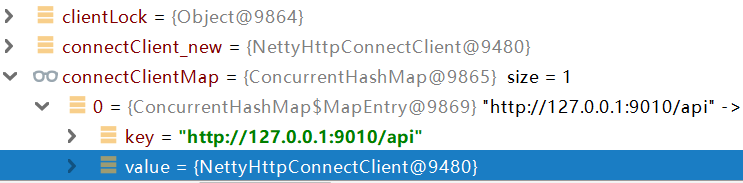 clientLock = {Object@9864}
connectClient_new = {NettyHttpConnectClient@9480}
connectClientMap = {ConcurrentHashMap@9865} size = 1
0 = {ConcurrentHashMap$MapEntry@9869} "http://127.0.0.1:9010/api" ->
key = "http://127.0.0.1:9010/api"
value = {NettyHttpConnectClient@9480}